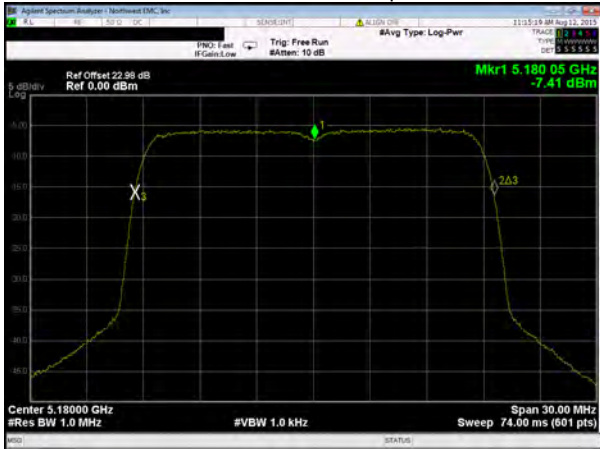 Agilent Spectrum Analyzer - Northwest EMC, Inc
RL RF 50 Ω DC SENSE:INT ALIGN OFF 11:15:19 AM Aug 12, 2015
#Avg Type: Log-Pwr TRACE 1 2 3 4 5 6
PNO: Fast Trig: Free Run TYPE
IFGain:Low #Atten: 10 dB DET S S S S S S
Mkr1 5.180 05 GHz
Ref Offset 22.98 dB
5 dB/div Ref 0.00 dBm -7.41 dBm
Log
-5.00
1
-10.0
-15.0
3
2Δ3
-20.0
-25.0
-30.0
-35.0
-40.0
-45.0
Center 5.18000 GHz Span 30.00 MHz
#Res BW 1.0 MHz #VBW 1.0 kHz Sweep 74.00 ms (601 pts)
MSG STATUS